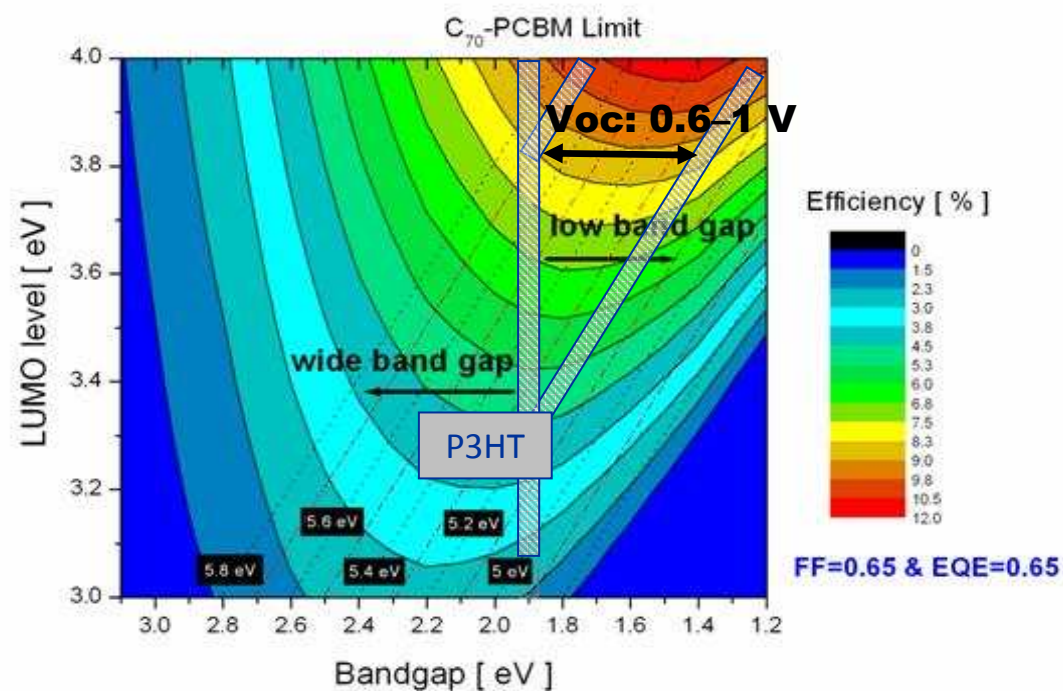 C70-PCBM Limit
4.0
3.8
3.6
3.4
3.2
3.0
LUMO level [ eV ]
Voc: 0.6–1 V
low band gap
wide band gap
P3HT
5.6 eV
5.2 eV
5.8 eV
5.4 eV
5 eV
3.0 2.8 2.6 2.4 2.2 2.0 1.8 1.6 1.4 1.2
Bandgap [ eV ]
Efficiency [ % ]
0
1.5
2.3
3.0
3.8
4.5
5.3
6.0
6.8
7.5
8.3
9.0
9.8
10.5
12.0
FF=0.65 & EQE=0.65